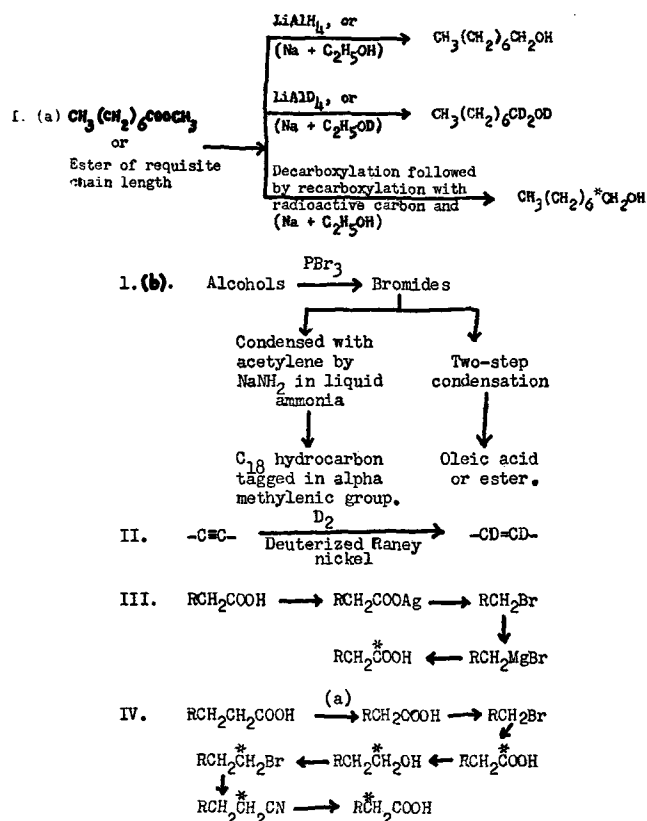 LiAlH4, or
(Na + C2H5OH)
CH3(CH2)6CH2OH
I. (a) CH3(CH2)6COOCH3
or
Ester of requisite
chain length
LiAlD4, or
(Na + C2H5OD)
CH3(CH2)6CD2OD
Decarboxylation followed
by recarboxylation with
radioactive carbon and
(Na + C2H5OH)
CH3(CH2)6*CH2OH
1.(b). Alcohols PBr3 Bromides
Condensed with
acetylene by
NaNH2 in liquid
ammonia
Two-step
condensation
C18 hydrocarbon
tagged in alpha
methylenic group.
Oleic acid
or ester.
II. -C≡C- D2 -CD=CD-
Deuterized Raney
nickel
III. RCH2COOH → RCH2COOAg → RCH2Br
RCH2*COOH ← RCH2MgBr
(a)
IV. RCH2CH2COOH → RCH2COOH → RCH2Br
RCH2*CH2Br ← RCH2*CH2OH ← RCH2*COOH
RCH2*CH2CN → R*CH2COOH